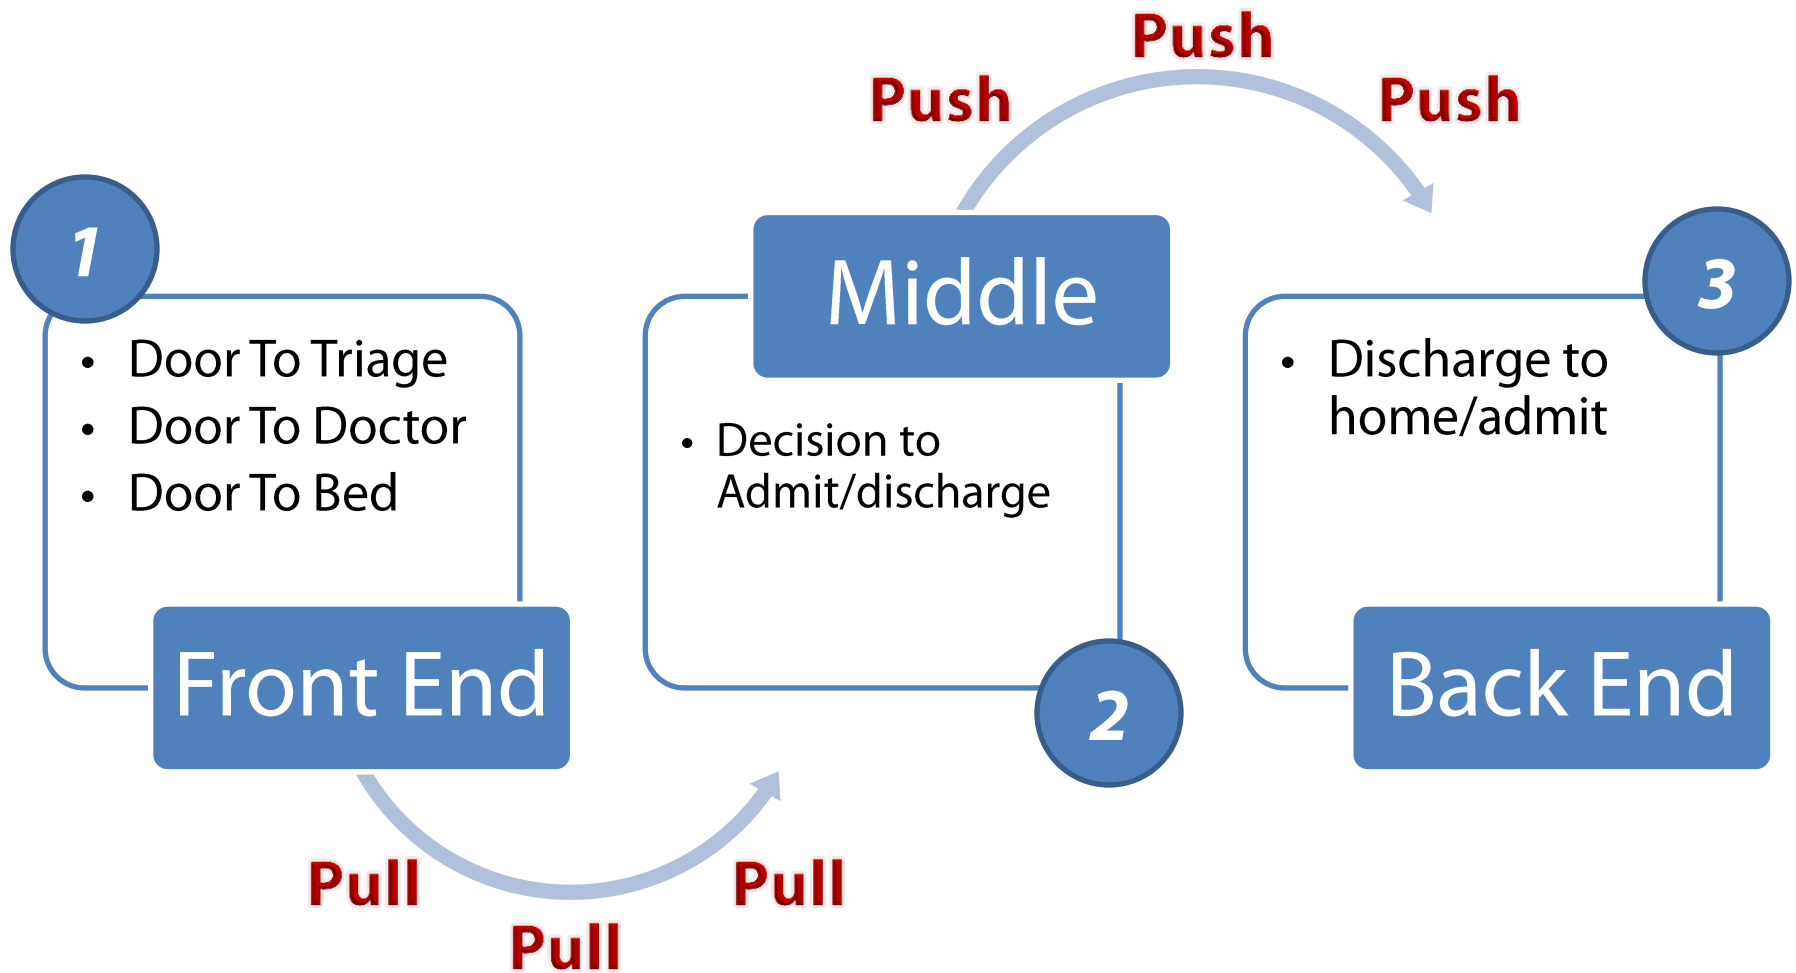 1
• Door To Triage
• Door To Doctor
• Door To Bed
Front End
Pull
Pull
Pull
Middle
• Decision to
Admit/discharge
2
Push
Push
Push
3
• Discharge to
home/admit
Back End